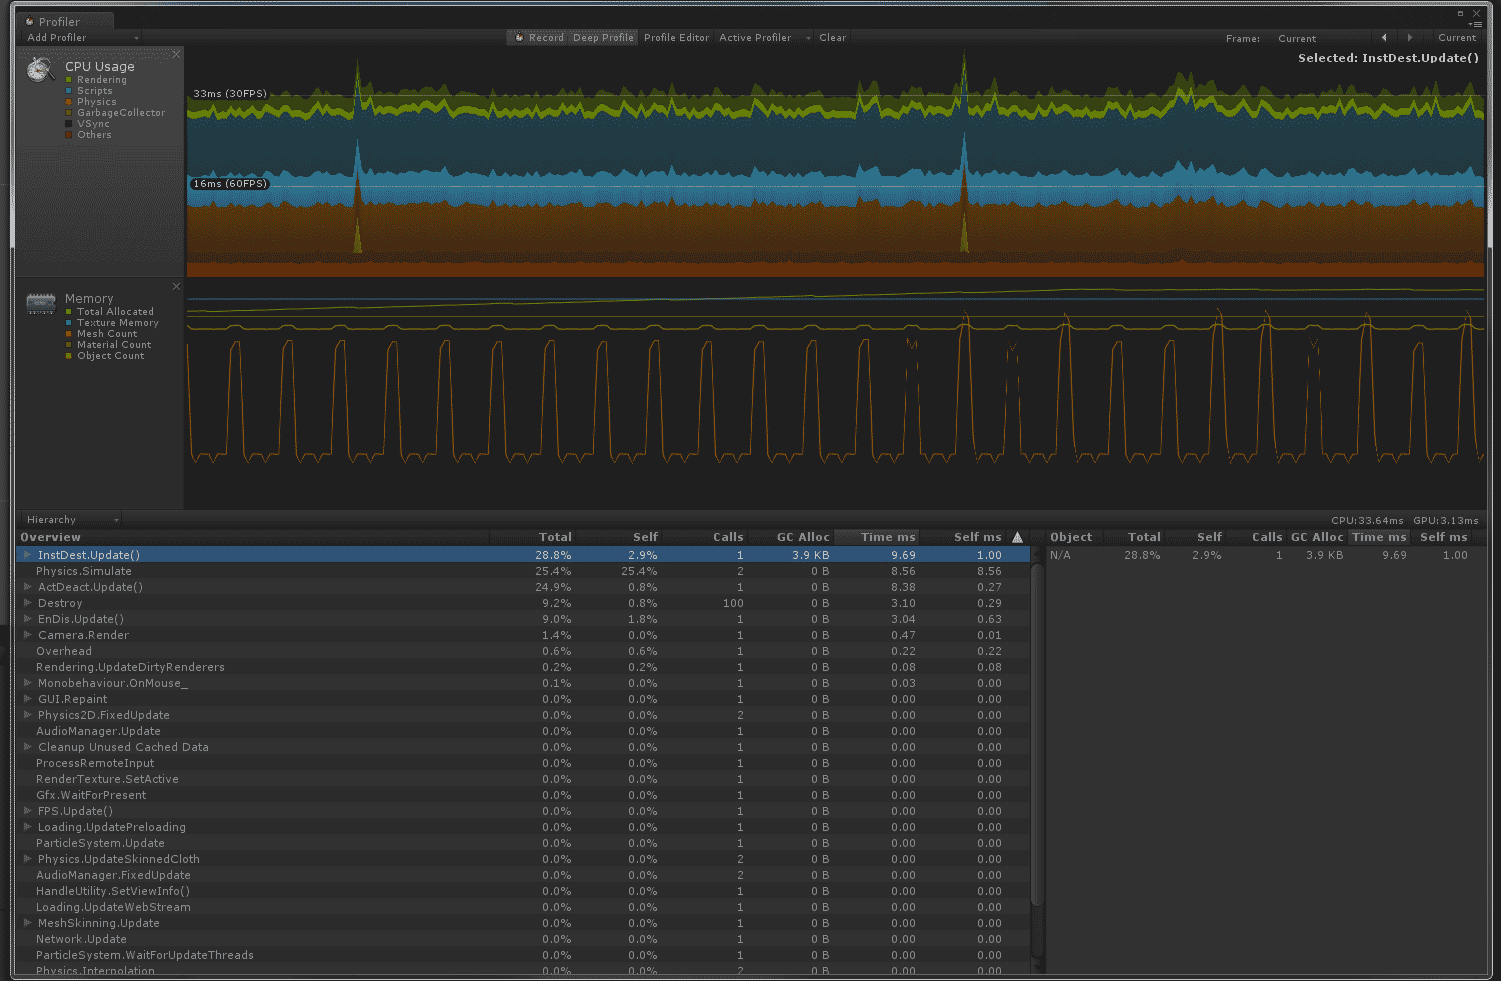 Profiler
Add Profiler Record Deep Profile Profile Editor Active Profiler Clear Frame: Current Current
CPU Usage
Rendering
Scripts
Physics
GarbageCollector
VSync
Others
Selected: InstDest.Update()
33ms (30FPS)
16ms (60FPS)
Memory
Total Allocated
Texture Memory
Mesh Count
Material Count
Object Count
Hierarchy CPU:33.64ms GPU:3.13ms
Overview Total Self Calls GC Alloc Time ms Self ms Object Total Self Calls GC Alloc Time ms Self ms
InstDest.Update() 28.8% 2.9% 1 3.9 KB 9.69 1.00 N/A 28.8% 2.9% 1 3.9 KB 9.69 1.00
Physics.Simulate 25.4% 25.4% 2 0 B 8.56 8.56
ActDeact.Update() 24.9% 0.8% 1 0 B 8.38 0.27
Destroy 9.2% 0.8% 100 0 B 3.10 0.29
EnDis.Update() 9.0% 1.8% 1 0 B 3.04 0.63
Camera.Render 1.4% 0.0% 1 0 B 0.47 0.01
Overhead 0.6% 0.6% 1 0 B 0.22 0.22
Rendering.UpdateDirtyRenderers 0.2% 0.2% 1 0 B 0.08 0.08
Monobehaviour.OnMouse_ 0.1% 0.0% 1 0 B 0.03 0.00
GUI.Repaint 0.0% 0.0% 1 0 B 0.00 0.00
Physics2D.FixedUpdate 0.0% 0.0% 2 0 B 0.00 0.00
AudioManager.Update 0.0% 0.0% 1 0 B 0.00 0.00
Cleanup Unused Cached Data 0.0% 0.0% 1 0 B 0.00 0.00
ProcessRemoteInput 0.0% 0.0% 1 0 B 0.00 0.00
RenderTexture.SetActive 0.0% 0.0% 1 0 B 0.00 0.00
Gfx.WaitForPresent 0.0% 0.0% 1 0 B 0.00 0.00
FPS.Update() 0.0% 0.0% 1 0 B 0.00 0.00
Loading.UpdatePreloading 0.0% 0.0% 1 0 B 0.00 0.00
ParticleSystem.Update 0.0% 0.0% 1 0 B 0.00 0.00
Physics.UpdateSkinnedCloth 0.0% 0.0% 2 0 B 0.00 0.00
AudioManager.FixedUpdate 0.0% 0.0% 2 0 B 0.00 0.00
HandleUtility.SetViewInfo() 0.0% 0.0% 1 0 B 0.00 0.00
Loading.UpdateWebStream 0.0% 0.0% 1 0 B 0.00 0.00
MeshSkinning.Update 0.0% 0.0% 1 0 B 0.00 0.00
Network.Update 0.0% 0.0% 1 0 B 0.00 0.00
ParticleSystem.WaitForUpdateThreads 0.0% 0.0% 1 0 B 0.00 0.00
Physics.Interpolation 0.0% 0.0% 2 0 B 0.00 0.00